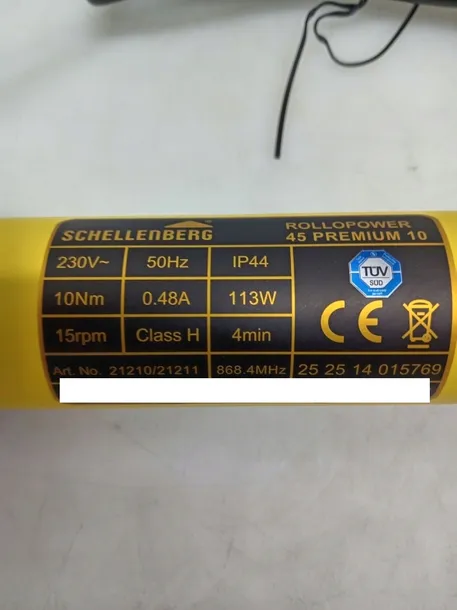 SCHELLENBERG
ROLLOPOWER
45 PREMIUM 10
230V~ 50Hz IP44
10Nm 0.48A 113W
15rpm Class H 4min
TÜV
SÜD
CE
Art. No. 21210/21211 868.4MHz 25 25 14 015769